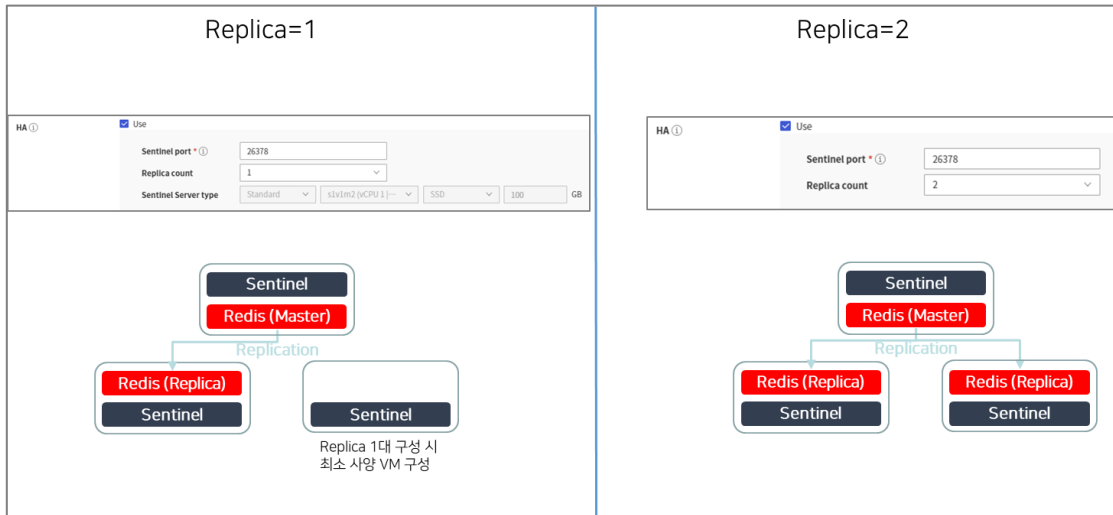 Replica=1
HA ⓘ
Use
Sentinel port * ⓘ
26378
Replica count
1
Sentinel Server type
Standard
s1v1m2 (vCPU 1 |···
SSD
100
GB
Sentinel
Redis (Master)
Replication
Redis (Replica)
Sentinel
Sentinel
Replica 1대 구성 시
최소 사양 VM 구성
Replica=2
HA ⓘ
Use
Sentinel port * ⓘ
26378
Replica count
2
Sentinel
Redis (Master)
Replication
Redis (Replica)
Sentinel
Redis (Replica)
Sentinel